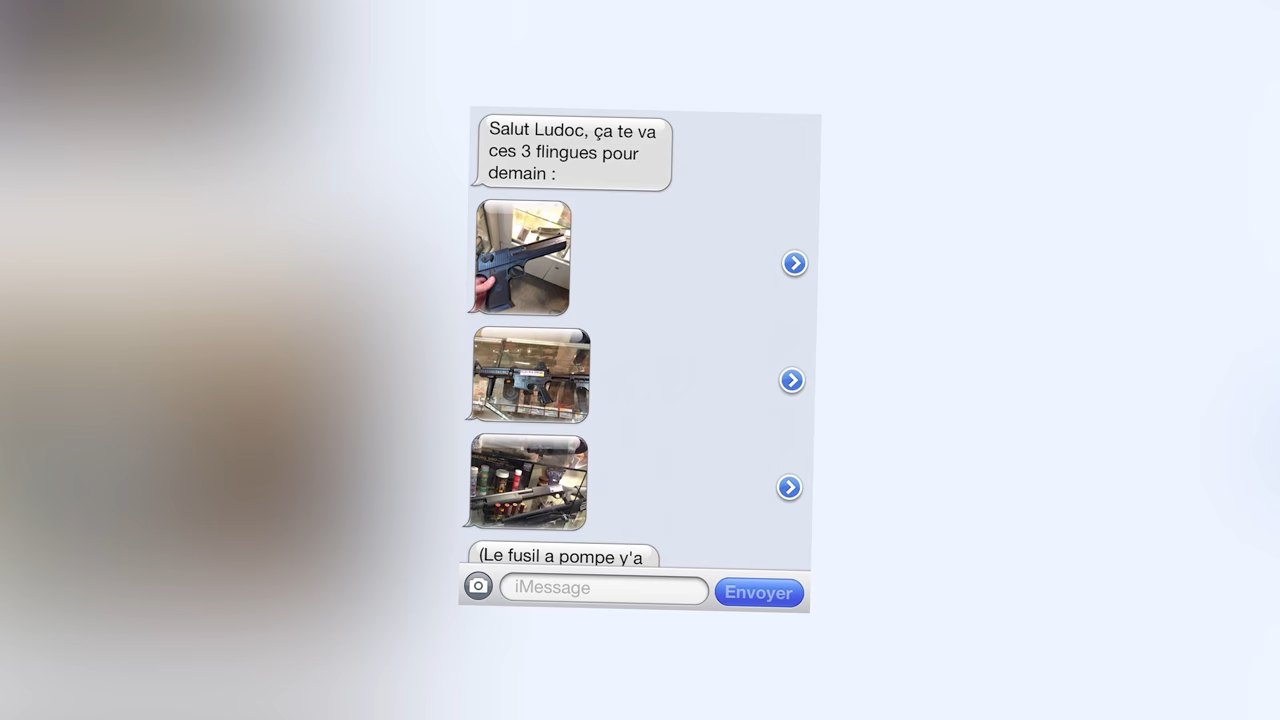 Salut Ludoc, ça te va
ces 3 flingues pour
demain :
(Le fusil a pompe y'a
iMessage
Envoyer